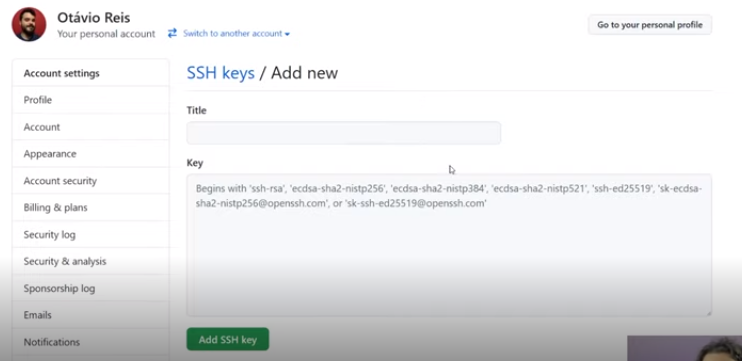 Otávio Reis
Your personal account
Switch to another account
Go to your personal profile
Account settings
Profile
Account
Appearance
Account security
Billing & plans
Security log
Security & analysis
Sponsorship log
Emails
Notifications
SSH keys / Add new
Title
Key
Begins with 'ssh-rsa', 'ecdsa-sha2-nistp256', 'ecdsa-sha2-nistp384', 'ecdsa-sha2-nistp521', 'ssh-ed25519', 'sk-ecdsa-
sha2-nistp256@openssh.com', or 'sk-ssh-ed25519@openssh.com'
Add SSH key